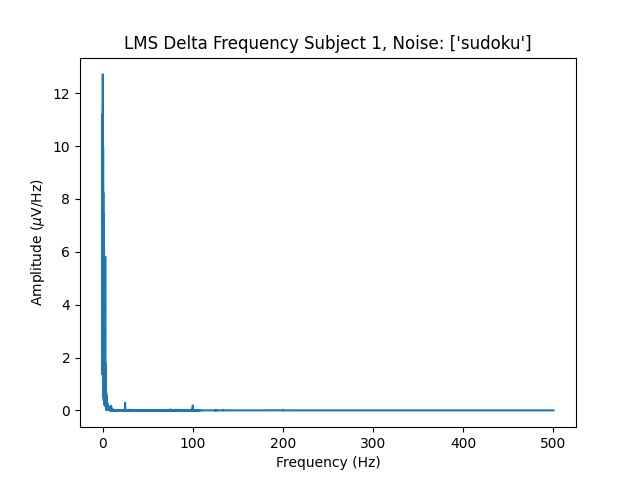 LMS Delta Frequency Subject 1, Noise: ['sudoku']
12
10
8
6
4
2
0
Amplitude (µV/Hz)
0 100 200 300 400 500
Frequency (Hz)